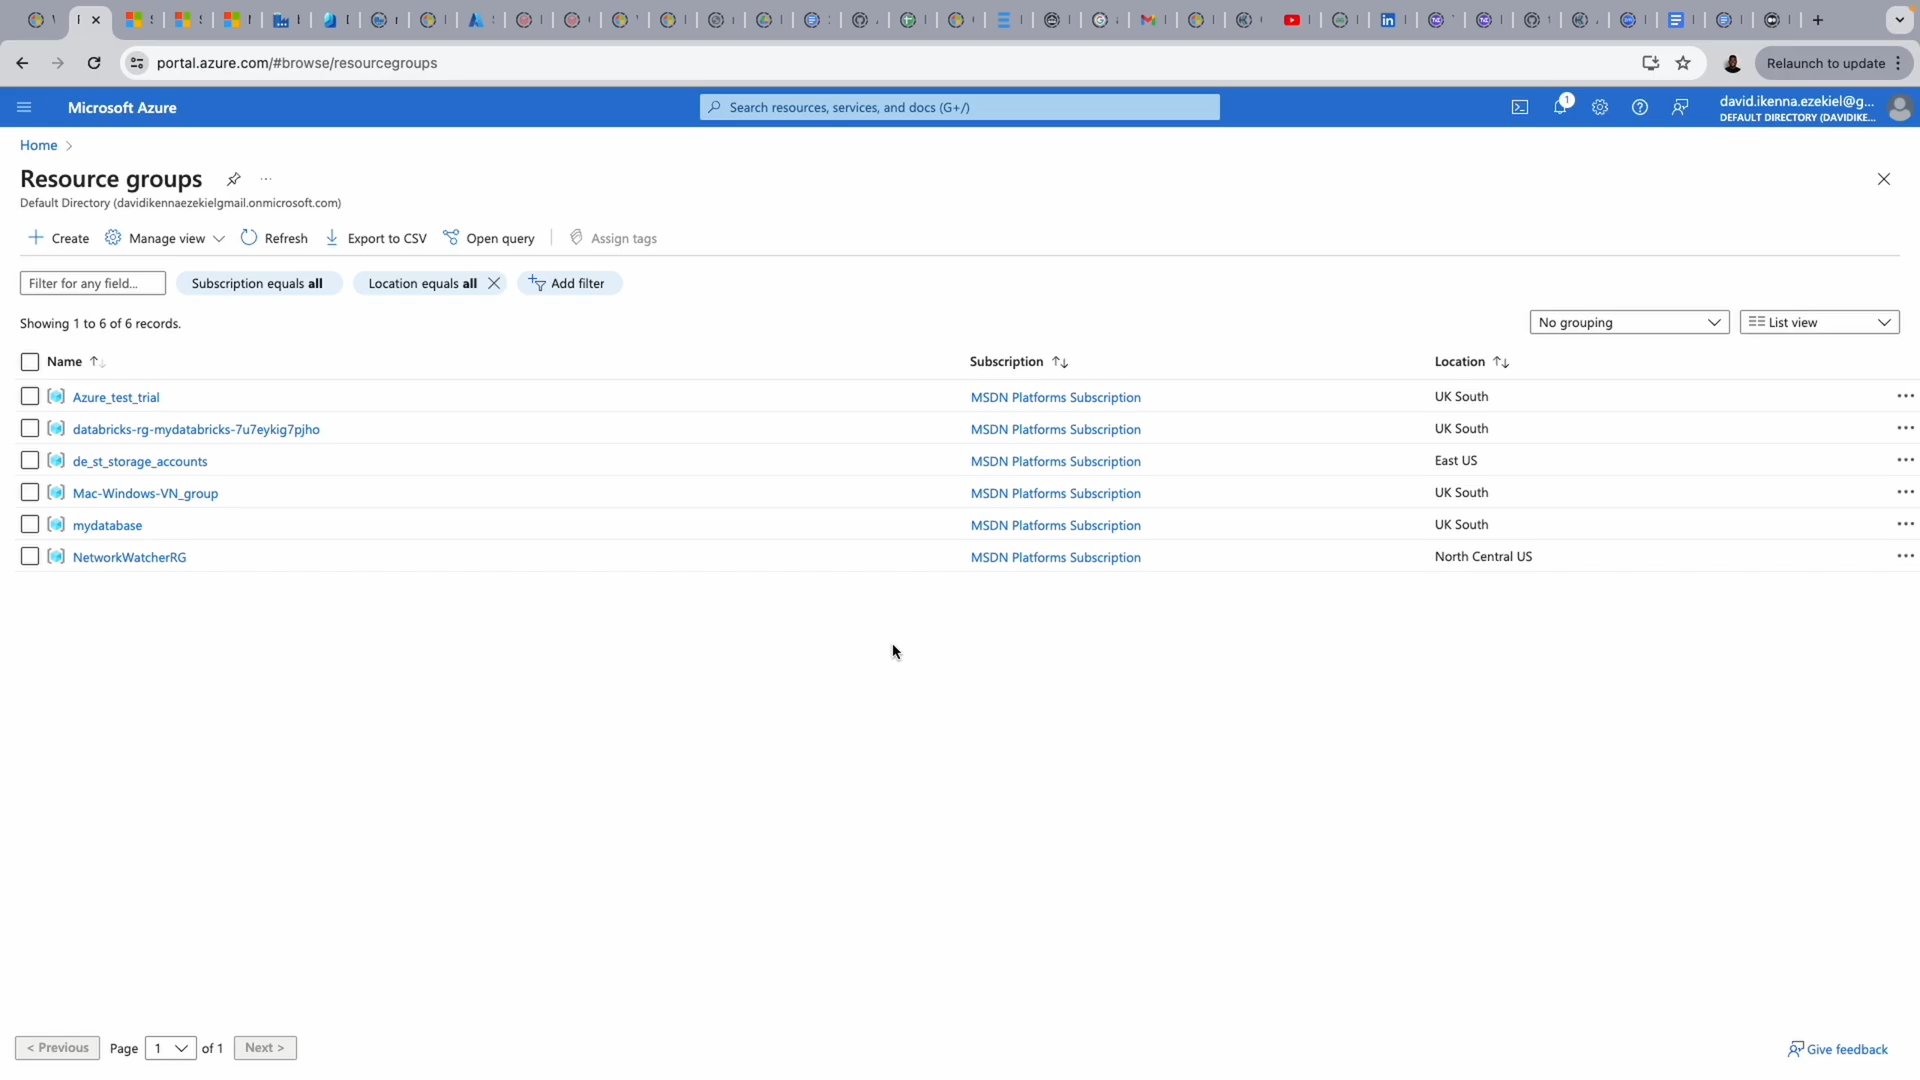 portal.azure.com/#browse/resourcegroups
Relaunch to update
Microsoft Azure
Search resources, services, and docs (G+/)
1
david.ikenna.ezekiel@g...
DEFAULT DIRECTORY (DAVIDIKE...
Home
Resource groups
Default Directory (davidikennaezekielgmail.onmicrosoft.com)
Create Manage view Refresh Export to CSV Open query Assign tags
Filter for any field... Subscription equals all Location equals all Add filter
Showing 1 to 6 of 6 records. No grouping List view
Name Subscription Location
Azure_test_trial MSDN Platforms Subscription UK South
databricks-rg-mydatabricks-7u7eykig7pjho MSDN Platforms Subscription UK South
de_st_storage_accounts MSDN Platforms Subscription East US
Mac-Windows-VN_group MSDN Platforms Subscription UK South
mydatabase MSDN Platforms Subscription UK South
NetworkWatcherRG MSDN Platforms Subscription North Central US
< Previous Page 1 of 1 Next > Give feedback